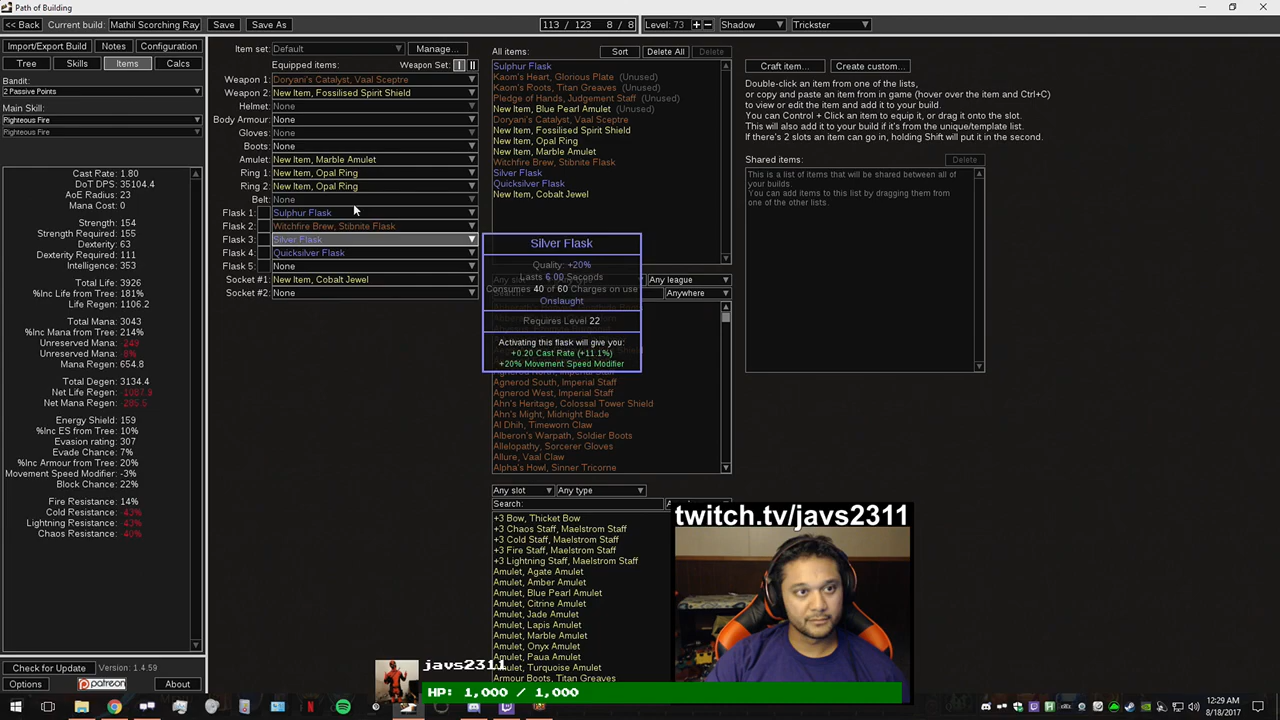 Path of Building
<< Back
Current build: Mathil Scorching Ray
Save
Save As
113 / 123 8 / 8
Level: 73
Shadow
Trickster
Import/Export Build
Notes
Configuration
Tree
Skills
Items
Calcs
Bandit:
2 Passive Points
Main Skill:
Righteous Fire
Righteous Fire
Cast Rate: 1.80
DoT DPS: 35104.4
AoE Radius: 23
Mana Cost: 0
Strength: 154
Strength Required: 155
Dexterity: 63
Dexterity Required: 111
Intelligence: 353
Total Life: 3926
%Inc Life from Tree: 181%
Life Regen: 1106.2
Total Mana: 3043
%Inc Mana from Tree: 214%
Unreserved Mana: -249
Unreserved Mana: -8%
Mana Regen: 654.8
Total Degen: 3134.4
Net Life Regen: -1087.9
Net Mana Regen: -285.5
Energy Shield: 159
%Inc ES from Tree: 10%
Evasion rating: 307
Evade Chance: 7%
%Inc Armour from Tree: 20%
Movement Speed Modifier: -3%
Block Chance: 22%
Fire Resistance: 14%
Cold Resistance: -43%
Lightning Resistance: -43%
Chaos Resistance: -40%
Check for Update
Version: 1.4.59
Options
patreon
About
Item set: Default
Manage...
Equipped items:
Weapon Set: I II
Weapon 1: Doryani's Catalyst, Vaal Sceptre
Weapon 2: New Item, Fossilised Spirit Shield
Helmet: None
Body Armour: None
Gloves: None
Boots: None
Amulet: New Item, Marble Amulet
Ring 1: New Item, Opal Ring
Ring 2: New Item, Opal Ring
Belt: None
Flask 1: Sulphur Flask
Flask 2: Witchfire Brew, Stibnite Flask
Flask 3: Silver Flask
Flask 4: Quicksilver Flask
Flask 5: None
Socket #1: New Item, Cobalt Jewel
Socket #2: None
All items:
Sort
Delete All
Delete
Sulphur Flask
Kaom's Heart, Glorious Plate (Unused)
Kaom's Roots, Titan Greaves (Unused)
Pledge of Hands, Judgement Staff (Unused)
New Item, Blue Pearl Amulet (Unused)
Doryani's Catalyst, Vaal Sceptre
New Item, Fossilised Spirit Shield
New Item, Opal Ring
New Item, Marble Amulet
Witchfire Brew, Stibnite Flask
Silver Flask
Quicksilver Flask
New Item, Cobalt Jewel
Silver Flask
Quality: +20%
Lasts 6.00 Seconds
Consumes 40 of 60 Charges on use
Onslaught
Requires Level 22
Activating this flask will give you:
+0.20 Cast Rate (+11.1%)
+20% Movement Speed Modifier
Any league
Anywhere
Agnerod South, Imperial Staff
Agnerod West, Imperial Staff
Ahn's Heritage, Colossal Tower Shield
Ahn's Might, Midnight Blade
Al Dhih, Timeworn Claw
Alberon's Warpath, Soldier Boots
Allelopathy, Sorcerer Gloves
Allure, Vaal Claw
Alpha's Howl, Sinner Tricorne
Any slot
Any type
Search:
+3 Bow, Thicket Bow
+3 Chaos Staff, Maelstrom Staff
+3 Cold Staff, Maelstrom Staff
+3 Fire Staff, Maelstrom Staff
+3 Lightning Staff, Maelstrom Staff
Amulet, Agate Amulet
Amulet, Amber Amulet
Amulet, Blue Pearl Amulet
Amulet, Citrine Amulet
Amulet, Jade Amulet
Amulet, Lapis Amulet
Amulet, Marble Amulet
Amulet, Onyx Amulet
Amulet, Paua Amulet
Amulet, Turquoise Amulet
Armour Boots, Titan Greaves
Craft item...
Create custom...
Double-click an item from one of the lists,
or copy and paste an item from in game (hover over the item and Ctrl+C)
to view or edit the item and add it to your build.
You can Control + Click an item to equip it, or drag it onto the slot.
This will also add it to your build if it's from the unique/template list.
If there's 2 slots an item can go in, holding Shift will put it in the second.
Shared items:
Delete
This is a list of items that will be shared between all of
your builds.
You can add items to this list by dragging them from
one of the other lists.
twitch.tv/javs2311
javs2311
HP: 1,000 / 1,000
12:29 AM
8/18/2017